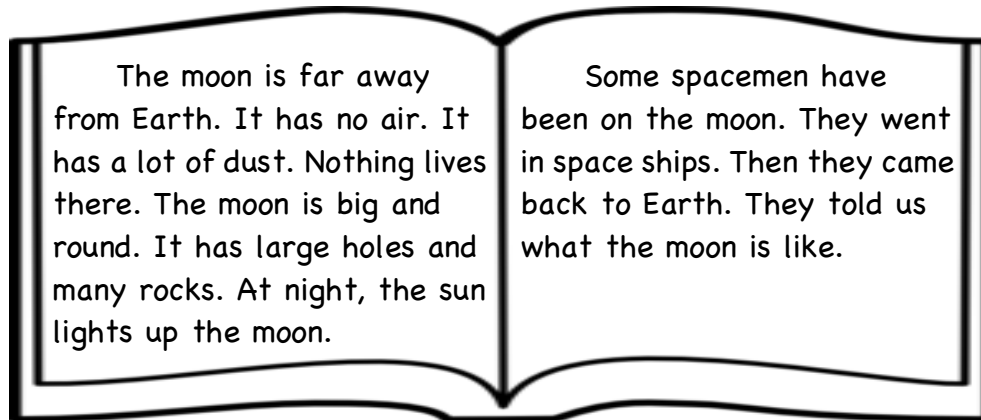 The moon is far away
from Earth. It has no air. It
has a lot of dust. Nothing lives
there. The moon is big and
round. It has large holes and
many rocks. At night, the sun
lights up the moon.
Some spacemen have
been on the moon. They went
in space ships. Then they came
back to Earth. They told us
what the moon is like.